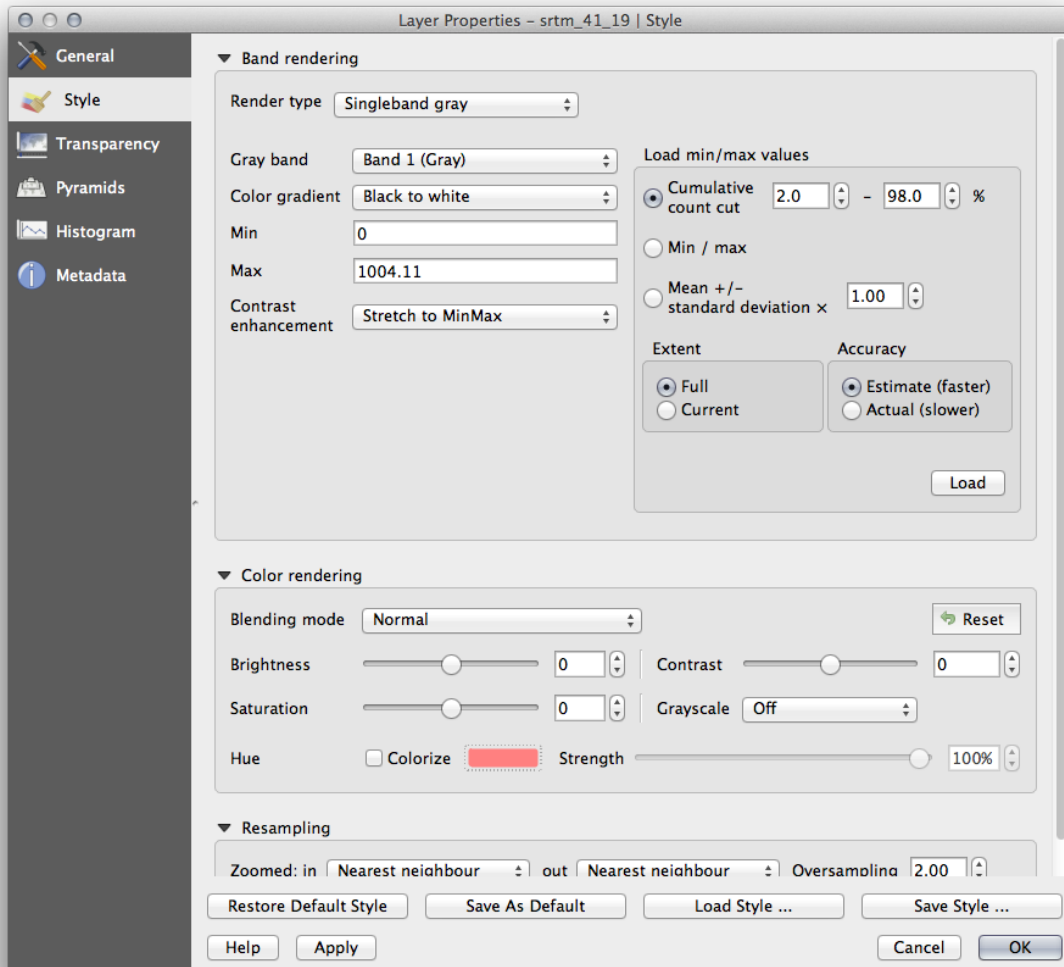 Layer Properties – srtm_41_19 | Style
General
Style
Transparency
Pyramids
Histogram
Metadata
Band rendering
Render type Singleband gray
Gray band Band 1 (Gray)
Color gradient Black to white
Min 0
Max 1004.11
Contrast
enhancement Stretch to MinMax
Load min/max values
Cumulative
count cut 2.0 – 98.0 %
Min / max
Mean +/–
standard deviation × 1.00
Extent
Full
Current
Accuracy
Estimate (faster)
Actual (slower)
Load
Color rendering
Blending mode Normal Reset
Brightness 0 Contrast 0
Saturation 0 Grayscale Off
Hue Colorize Strength 100%
Resampling
Zoomed: in Nearest neighbour out Nearest neighbour Oversampling 2.00
Restore Default Style Save As Default Load Style ... Save Style ...
Help Apply Cancel OK